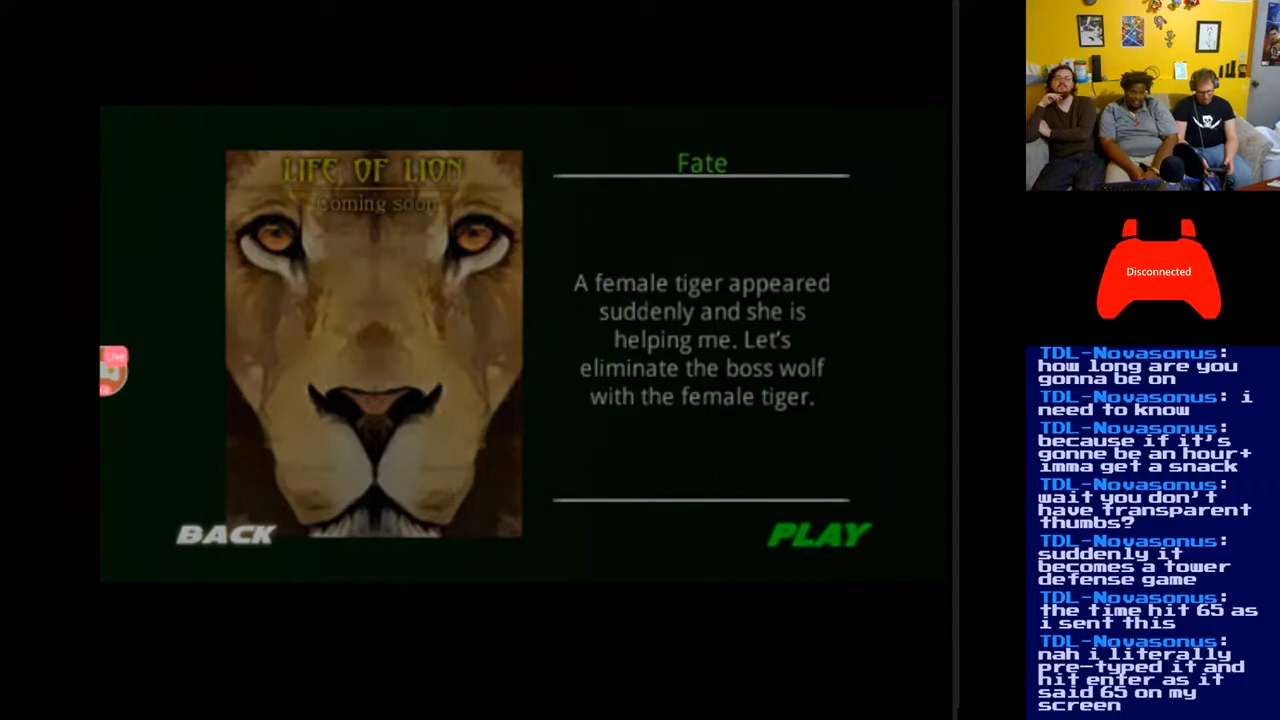 LIFE OF LION
Coming soon
Fate
A female tiger appeared
suddenly and she is
helping me. Let's
eliminate the boss wolf
with the female tiger.
BACK
PLAY
Live
Disconnected
TDL-Novasonus:
how long are you
gonna be on
TDL-Novasonus: i
need to know
TDL-Novasonus:
because if it's
gonne be an hour+
imma get a snack
TDL-Novasonus:
wait you don't
have transparent
thumbs?
TDL-Novasonus:
suddenly it
becomes a tower
defense game
TDL-Novasonus:
the time hit 65 as
i sent this
TDL-Novasonus:
nah i literally
pre-typed it and
hit enter as it
said 65 on my
screen